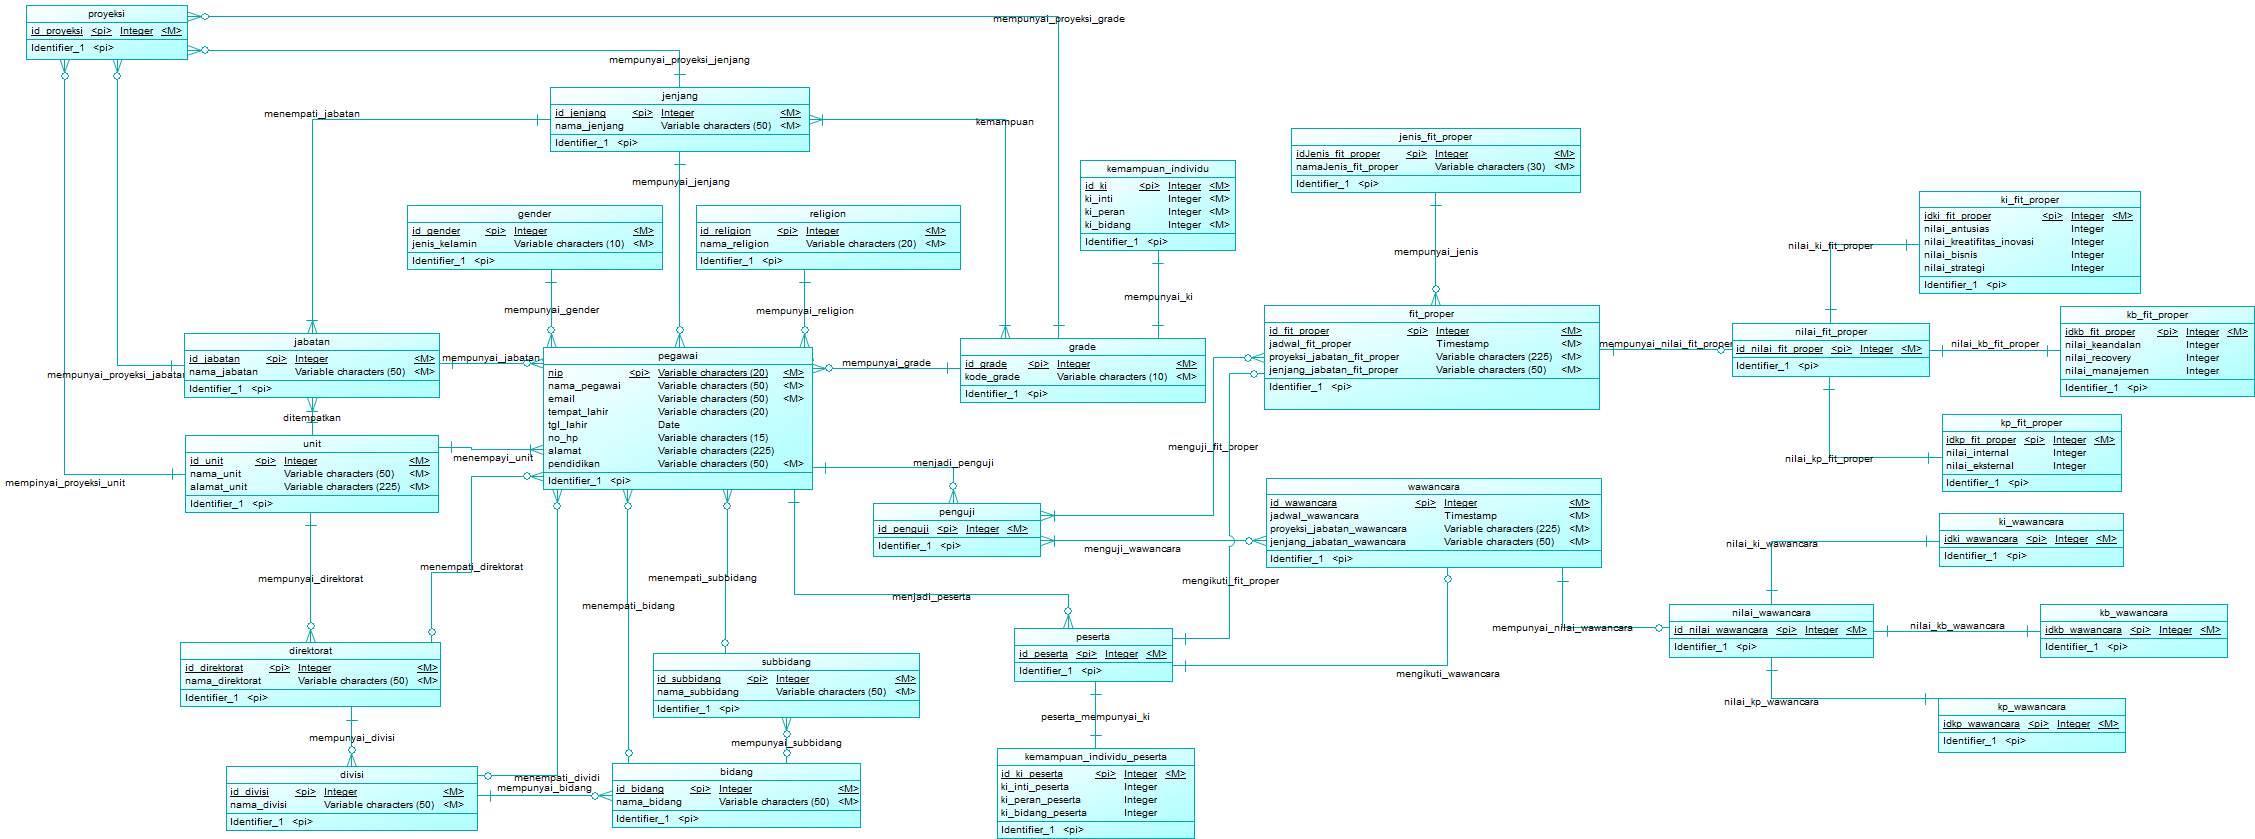 proyeksi
id_proyeksi <pi> Integer <M>
Identifier_1 <pi>
mempunyai_proyeksi_grade
mempunyai_proyeksi_jenjang
jenjang
id_jenjang <pi> Integer <M>
nama_jenjang Variable characters (50) <M>
Identifier_1 <pi>
menempati_jabatan
kemampuan
mempunyai_jenjang
gender
id_gender <pi> Integer <M>
jenis_kelamin Variable characters (10) <M>
Identifier_1 <pi>
religion
id_religion <pi> Integer <M>
nama_religion Variable characters (20) <M>
Identifier_1 <pi>
kemampuan_individu
id_ki <pi> Integer <M>
ki_inti Integer <M>
ki_peran Integer <M>
ki_bidang Integer <M>
Identifier_1 <pi>
jenis_fit_proper
idJenis_fit_proper <pi> Integer <M>
namaJenis_fit_proper Variable characters (30) <M>
Identifier_1 <pi>
ki_fit_proper
idki_fit_proper <pi> Integer <M>
nilai_antusias Integer
nilai_kreatifitas_inovasi Integer
nilai_bisnis Integer
nilai_strategi Integer
Identifier_1 <pi>
nilai_ki_fit_proper
mempunyai_jenis
mempunyai_gender
mempunyai_religion
mempunyai_ki
jabatan
id_jabatan <pi> Integer <M>
nama_jabatan Variable characters (50) <M>
Identifier_1 <pi>
mempunyai_jabatan
mempunyai_proyeksi_jabatan
pegawai
nip <pi> Variable characters (20) <M>
nama_pegawai Variable characters (50) <M>
email Variable characters (50) <M>
tempat_lahir Variable characters (20)
tgl_lahir Date
no_hp Variable characters (15)
alamat Variable characters (225)
pendidikan Variable characters (50) <M>
Identifier_1 <pi>
mempunyai_grade
grade
id_grade <pi> Integer <M>
kode_grade Variable characters (10) <M>
Identifier_1 <pi>
fit_proper
id_fit_proper <pi> Integer <M>
jadwal_fit_proper Timestamp <M>
proyeksi_jabatan_fit_proper Variable characters (225) <M>
jenjang_jabatan_fit_proper Variable characters (50) <M>
Identifier_1 <pi>
mempunyai_nilai_fit_proper
nilai_fit_proper
id_nilai_fit_proper <pi> Integer <M>
Identifier_1 <pi>
nilai_kb_fit_proper
kb_fit_proper
idkb_fit_proper <pi> Integer <M>
nilai_keandalan Integer
nilai_recovery Integer
nilai_manajemen Integer
Identifier_1 <pi>
ditempatkan
unit
id_unit <pi> Integer <M>
nama_unit Variable characters (50) <M>
alamat_unit Variable characters (225) <M>
Identifier_1 <pi>
mempinyai_proyeksi_unit
menempayi_unit
menjadi_penguji
menguji_fit_proper
nilai_kp_fit_proper
kp_fit_proper
idkp_fit_proper <pi> Integer <M>
nilai_internal Integer
nilai_eksternal Integer
Identifier_1 <pi>
penguji
id_penguji <pi> Integer <M>
Identifier_1 <pi>
menguji_wawancara
wawancara
id_wawancara <pi> Integer <M>
jadwal_wawancara Timestamp <M>
proyeksi_jabatan_wawancara Variable characters (225) <M>
jenjang_jabatan_wawancara Variable characters (50) <M>
Identifier_1 <pi>
ki_wawancara
idki_wawancara <pi> Integer <M>
Identifier_1 <pi>
nilai_ki_wawancara
mempunyai_direktorat
menempati_direktorat
menempati_bidang
menempati_subbidang
menjadi_peserta
mengikuti_fit_proper
mempunyai_nilai_wawancara
nilai_wawancara
id_nilai_wawancara <pi> Integer <M>
Identifier_1 <pi>
nilai_kb_wawancara
kb_wawancara
idkb_wawancara <pi> Integer <M>
Identifier_1 <pi>
direktorat
id_direktorat <pi> Integer <M>
nama_direktorat Variable characters (50) <M>
Identifier_1 <pi>
subbidang
id_subbidang <pi> Integer <M>
nama_subbidang Variable characters (50) <M>
Identifier_1 <pi>
peserta
id_peserta <pi> Integer <M>
Identifier_1 <pi>
mengikuti_wawancara
nilai_kp_wawancara
kp_wawancara
idkp_wawancara <pi> Integer <M>
Identifier_1 <pi>
mempunyai_divisi
mempunyai_subbidang
peserta_mempunyai_ki
divisi
id_divisi <pi> Integer <M>
nama_divisi Variable characters (50) <M>
Identifier_1 <pi>
menempati_dividi
mempunyai_bidang
bidang
id_bidang <pi> Integer <M>
nama_bidang Variable characters (50) <M>
Identifier_1 <pi>
kemampuan_individu_peserta
id_ki_peserta <pi> Integer <M>
ki_inti_peserta Integer
ki_peran_peserta Integer
ki_bidang_peserta Integer
Identifier_1 <pi>